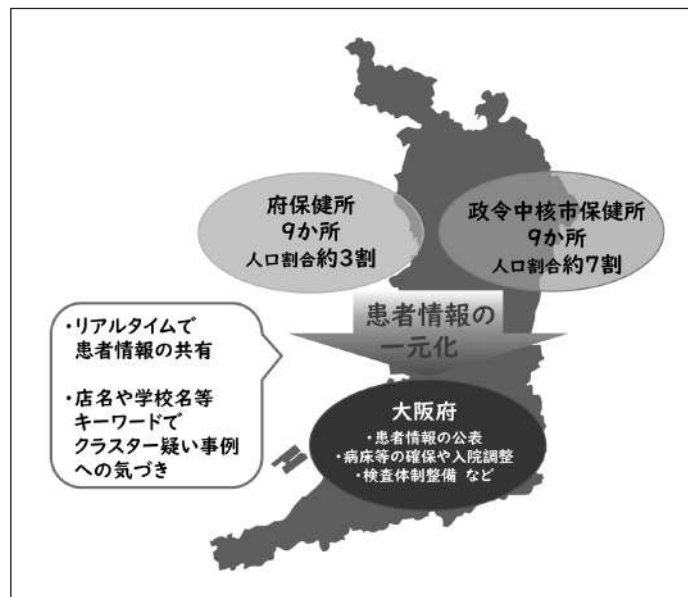 府保健所
9か所
人口割合約3割
政令中核市保健所
9か所
人口割合約7割
患者情報の
一元化
・リアルタイムで
患者情報の共有
・店名や学校名等
キーワードで
クラスター疑い事例
への気づき
大阪府
・患者情報の公表
・病床等の確保や入院調整
・検査体制整備 など